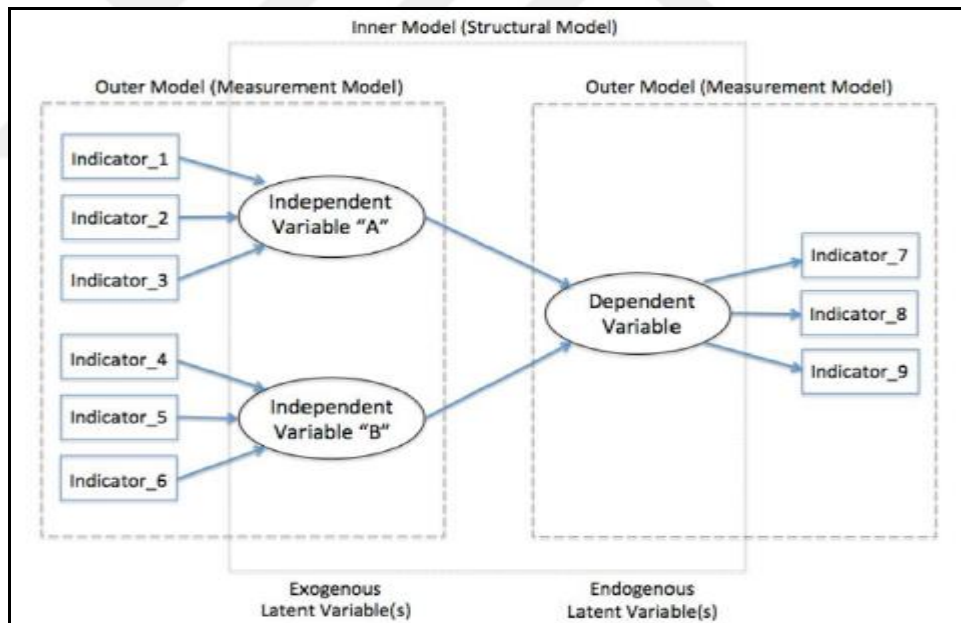 Inner Model (Structural Model)
Outer Model (Measurement Model)
Outer Model (Measurement Model)
Indicator_1
Indicator_2
Indicator_3
Independent
Variable “A”
Indicator_4
Indicator_5
Indicator_6
Independent
Variable “B”
Dependent
Variable
Indicator_7
Indicator_8
Indicator_9
Exogenous
Latent Variable(s)
Endogenous
Latent Variable(s)